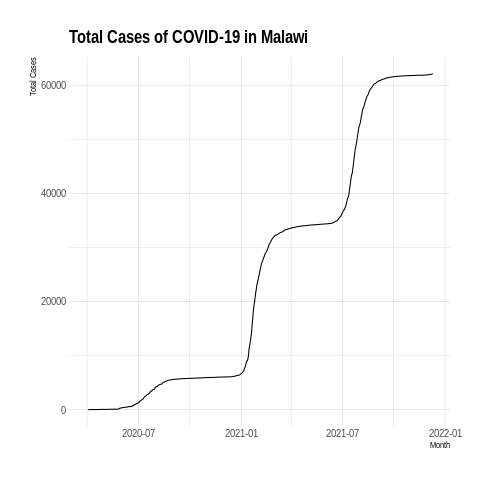 Total Cases of COVID-19 in Malawi
Total Cases
60000
40000
20000
0
2020-07 2021-01 2021-07 2022-01
Month